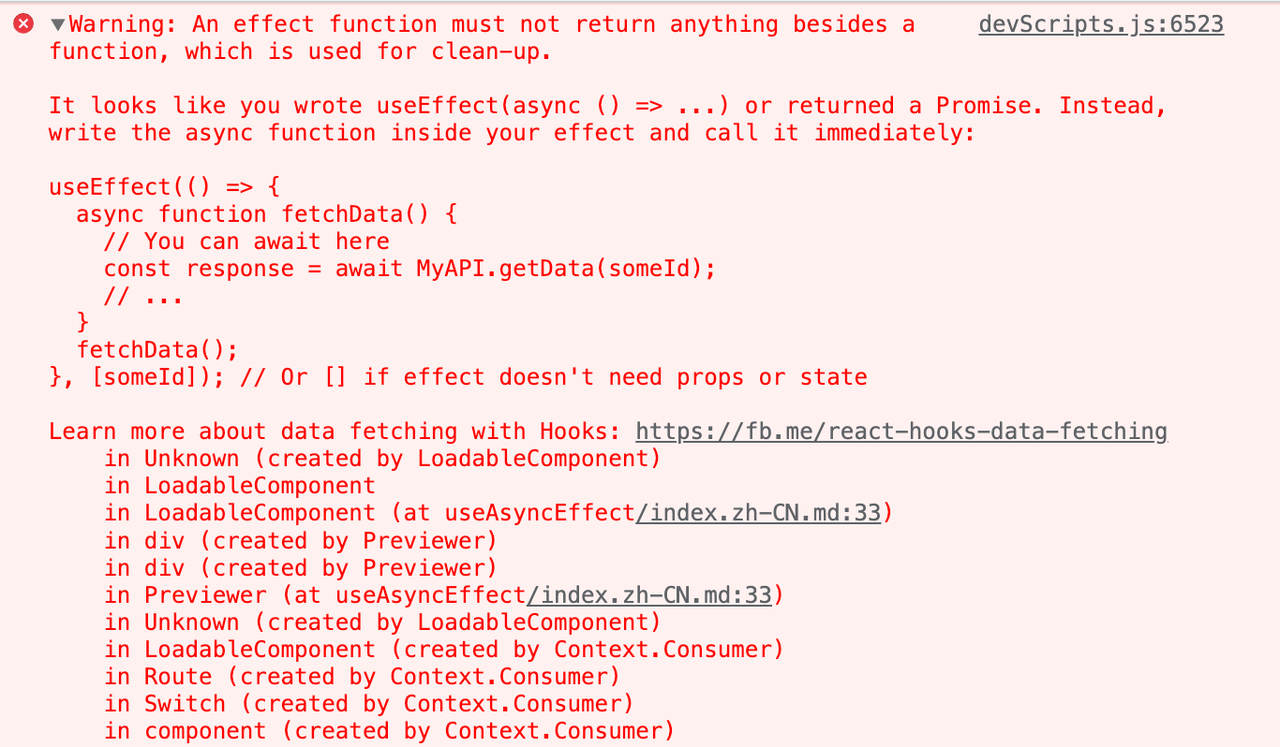 ▼Warning: An effect function must not return anything besides a devScripts.js:6523
function, which is used for clean-up.

It looks like you wrote useEffect(async () => ...) or returned a Promise. Instead,
write the async function inside your effect and call it immediately:

useEffect(() => {
  async function fetchData() {
    // You can await here
    const response = await MyAPI.getData(someId);
    // ...
  }
  fetchData();
}, [someId]); // Or [] if effect doesn't need props or state

Learn more about data fetching with Hooks: https://fb.me/react-hooks-data-fetching
    in Unknown (created by LoadableComponent)
    in LoadableComponent
    in LoadableComponent (at useAsyncEffect/index.zh-CN.md:33)
    in div (created by Previewer)
    in div (created by Previewer)
    in Previewer (at useAsyncEffect/index.zh-CN.md:33)
    in Unknown (created by LoadableComponent)
    in LoadableComponent (created by Context.Consumer)
    in Route (created by Context.Consumer)
    in Switch (created by Context.Consumer)
    in component (created by Context.Consumer)